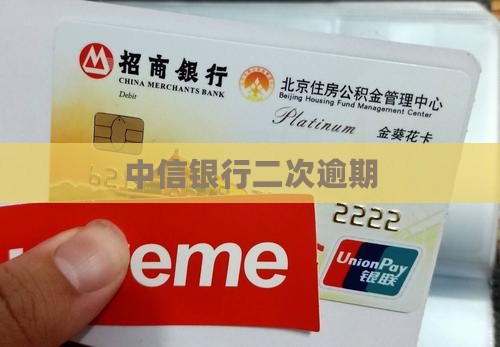 招商银行
CHINA MERCHANTS BANK
Debit
北京住房公积金管理中心
Beijing Housing Fund Management Center
Platinum
金葵花卡
中信银行二次逾期
2222
eme
UnionPay
银联